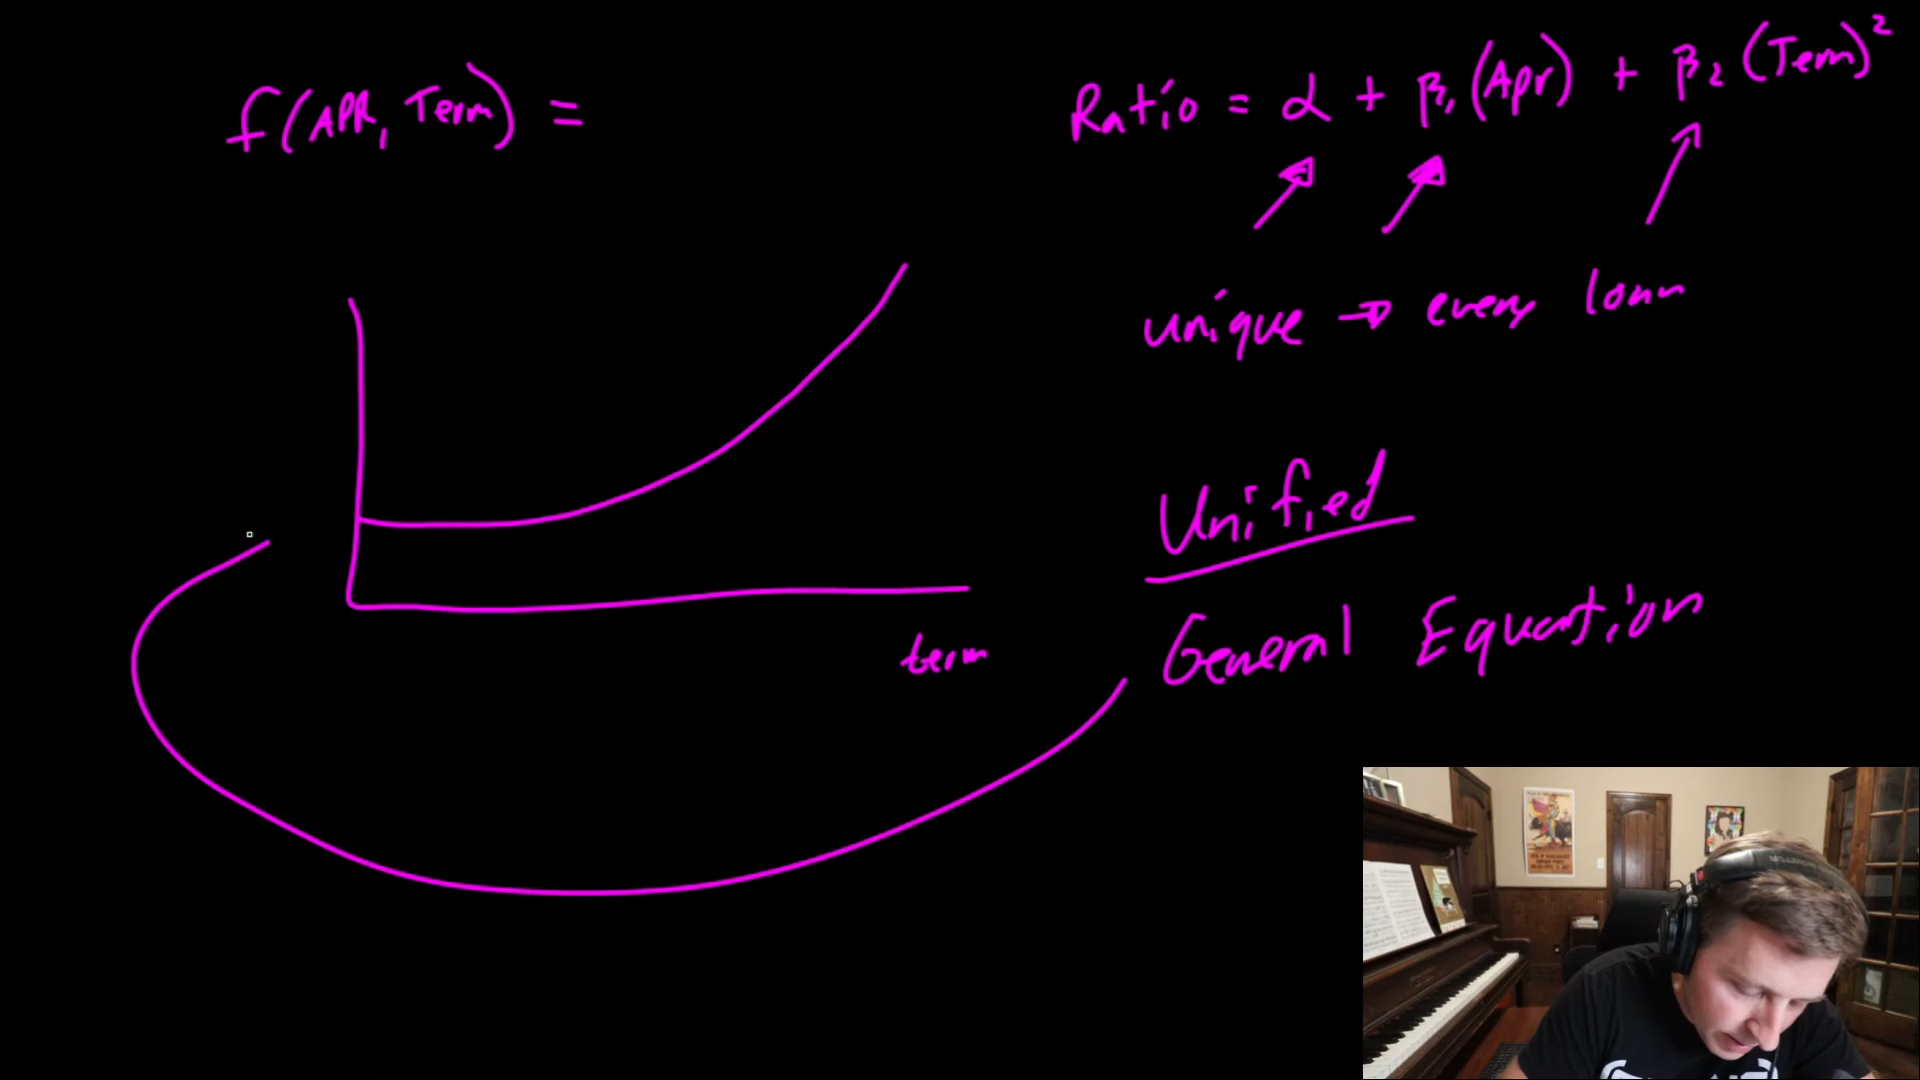 f(APR, Term) =
Ratio = α + β₁(Apr) + β₂(Term)²
unique → every loan
Unified
General Equation
term